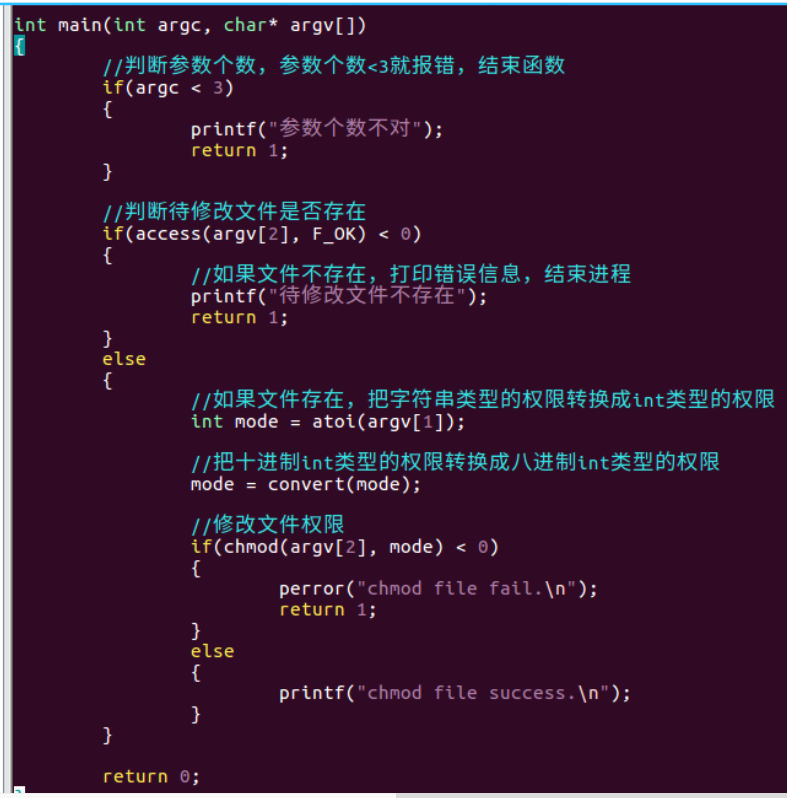 int main(int argc, char* argv[])
{
//判断参数个数，参数个数<3就报错，结束函数
if(argc < 3)
{
printf("参数个数不对");
return 1;
}
//判断待修改文件是否存在
if(access(argv[2], F_OK) < 0)
{
//如果文件不存在，打印错误信息，结束进程
printf("待修改文件不存在");
return 1;
}
else
{
//如果文件存在，把字符串类型的权限转换成int类型的权限
int mode = atoi(argv[1]);
//把十进制int类型的权限转换成八进制int类型的权限
mode = convert(mode);
//修改文件权限
if(chmod(argv[2], mode) < 0)
{
perror("chmod file fail.\n");
return 1;
}
else
{
printf("chmod file success.\n");
}
}
return 0;